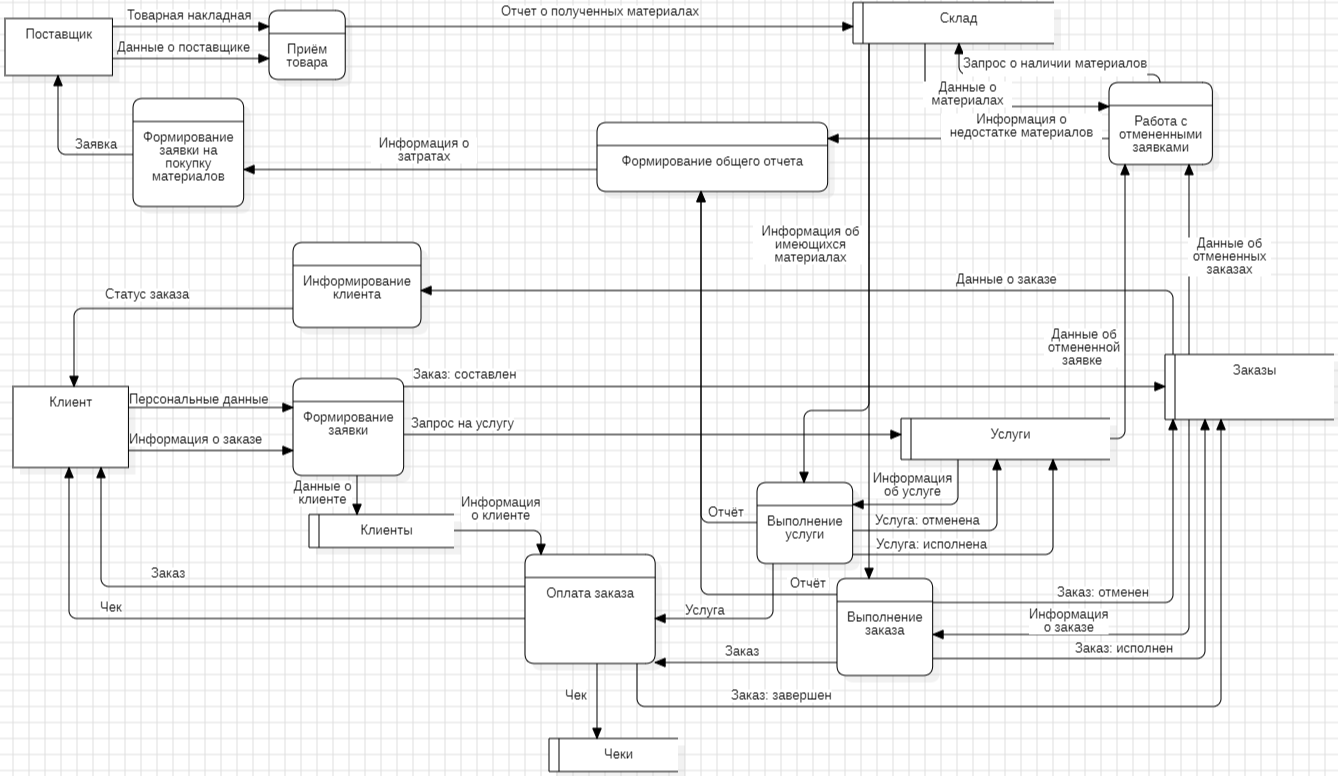 Поставщик
Товарная накладная
Данные о поставщике
Приём
товара
Отчет о полученных материалах
Склад
Запрос о наличии материалов
Данные о
материалах
Информация о
недостатке материалов
Работа с
отмененными
заявками
Заявка
Формирование
заявки на
покупку
материалов
Информация о
затратах
Формирование общего отчета
Информация об
имеющихся
материалах
Данные об
отмененных
заказах
Информирование
клиента
Статус заказа
Данные о заказе
Данные об
отмененной
заявке
Заказы
Клиент
Персональные данные
Информация о заказе
Формирование
заявки
Заказ: составлен
Запрос на услугу
Услуги
Данные о
клиенте
Клиенты
Информация
о клиенте
Информация
об услуге
Отчёт
Выполнение
услуги
Услуга: отменена
Услуга: исполнена
Заказ
Чек
Оплата заказа
Услуга
Отчёт
Выполнение
заказа
Заказ: отменен
Информация
о заказе
Заказ: исполнен
Заказ
Чек
Заказ: завершен
Чеки